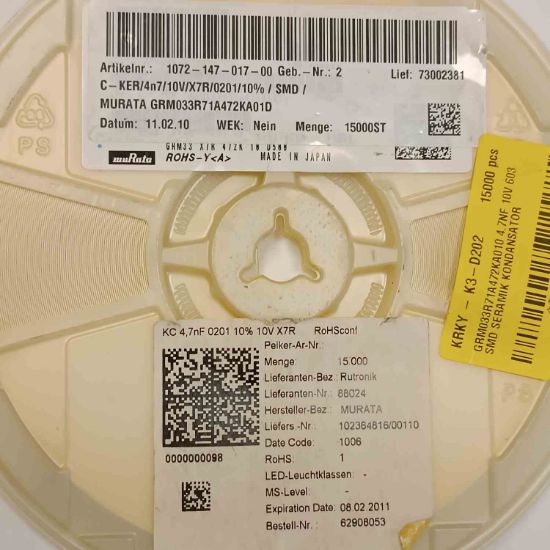 Artikelnr.: 1072-147-017-00 Geb.-Nr.: 2 Lief: 73002381
C-KER/4n7/10V/X7R/0201/10% / SMD /
MURATA GRM033R71A472KA01D
Datum: 11.02.10 WEK: Nein Menge: 15000ST
GRM33 X7R 472K 10
muRata ROHS-Y<A> MADE IN JAPAN
PS
PS
KRKY - K3-D202 15000 pcs
GRM033R71A472KA010 4.7NF 10V 603
SMD SERAMIK KONDANSATOR
KC 4,7nF 0201 10% 10V X7R RoHSconf
Peiker-Ar-Nr.:
Menge: 15.000
Lieferanten-Bez.: Rutronik
Lieferanten-Nr.: 88024
Hersteller-Bez.: MURATA
Liefers.-Nr.: 102364816/00110
Date Code: 1006
0000000098
RoHS: 1
LED-Leuchtklassen: -
MS-Level: -
Expiration Date: 08.02.2011
Bestell-Nr.: 62908053